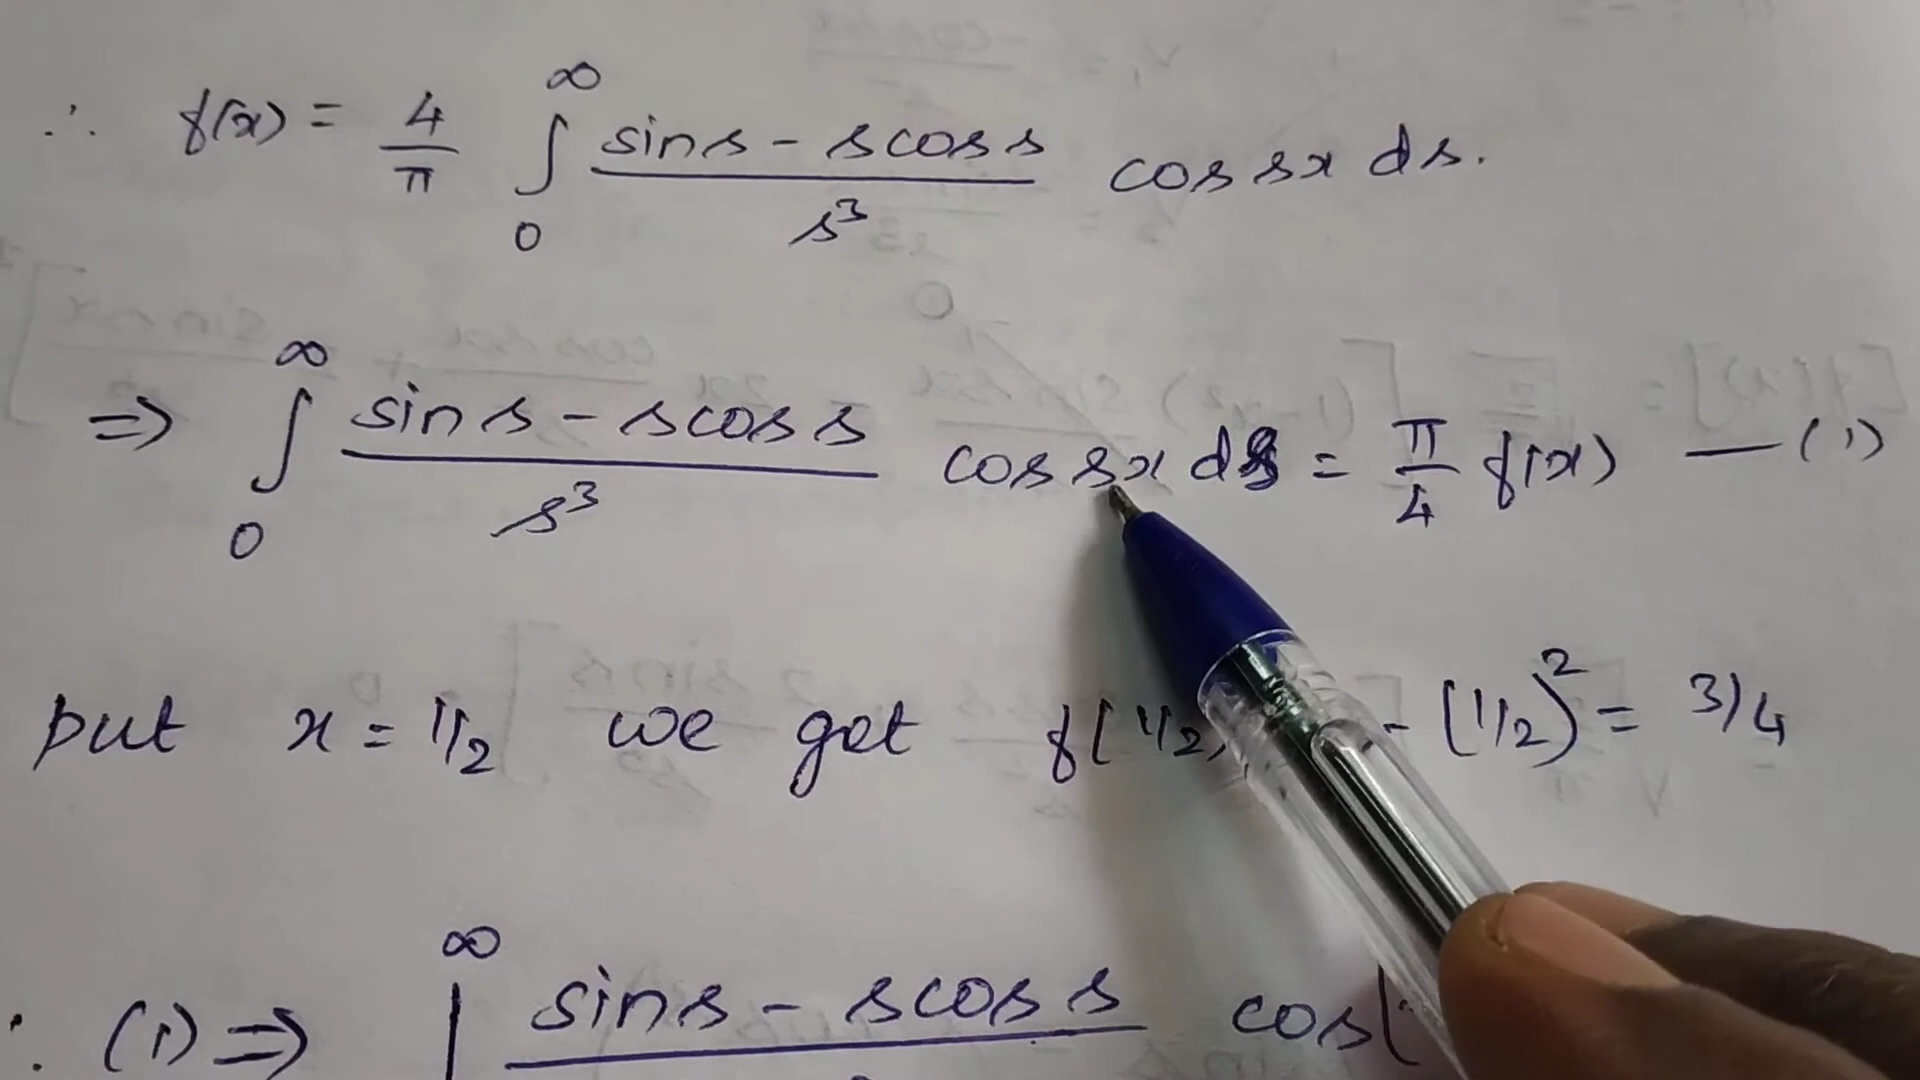 ∴ f(x) = 4/π ∫₀^∞ (sin s - s cos s)/s³ cos sx ds.
⇒ ∫₀^∞ (sin s - s cos s)/s³ cos sx ds = π/4 f(x) — (1)
put x = 1/2 we get f(1/2) - (1/2)² = 3/4
∴ (1) ⇒ ∫^∞ sin s - s cos s cos(